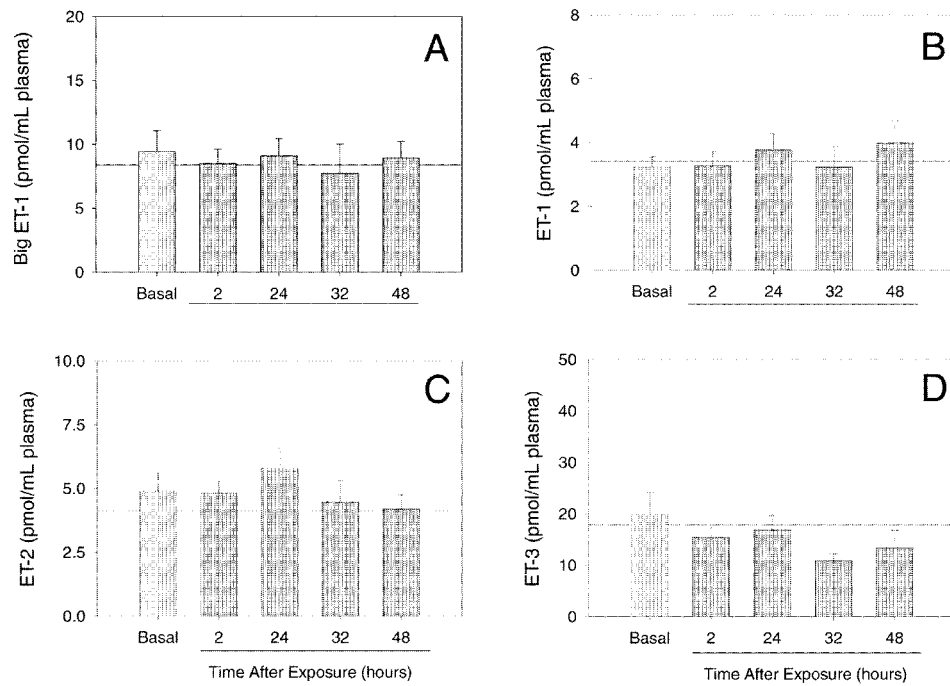 A
Big ET-1 (pmol/mL plasma)
20
15
10
5
0
Basal 2 24 32 48
B
ET-1 (pmol/mL plasma)
8
6
4
2
0
Basal 2 24 32 48
C
ET-2 (pmol/mL plasma)
10.0
7.5
5.0
2.5
0.0
Basal 2 24 32 48
Time After Exposure (hours)
D
ET-3 (pmol/mL plasma)
50
40
30
20
10
0
Basal 2 24 32 48
Time After Exposure (hours)